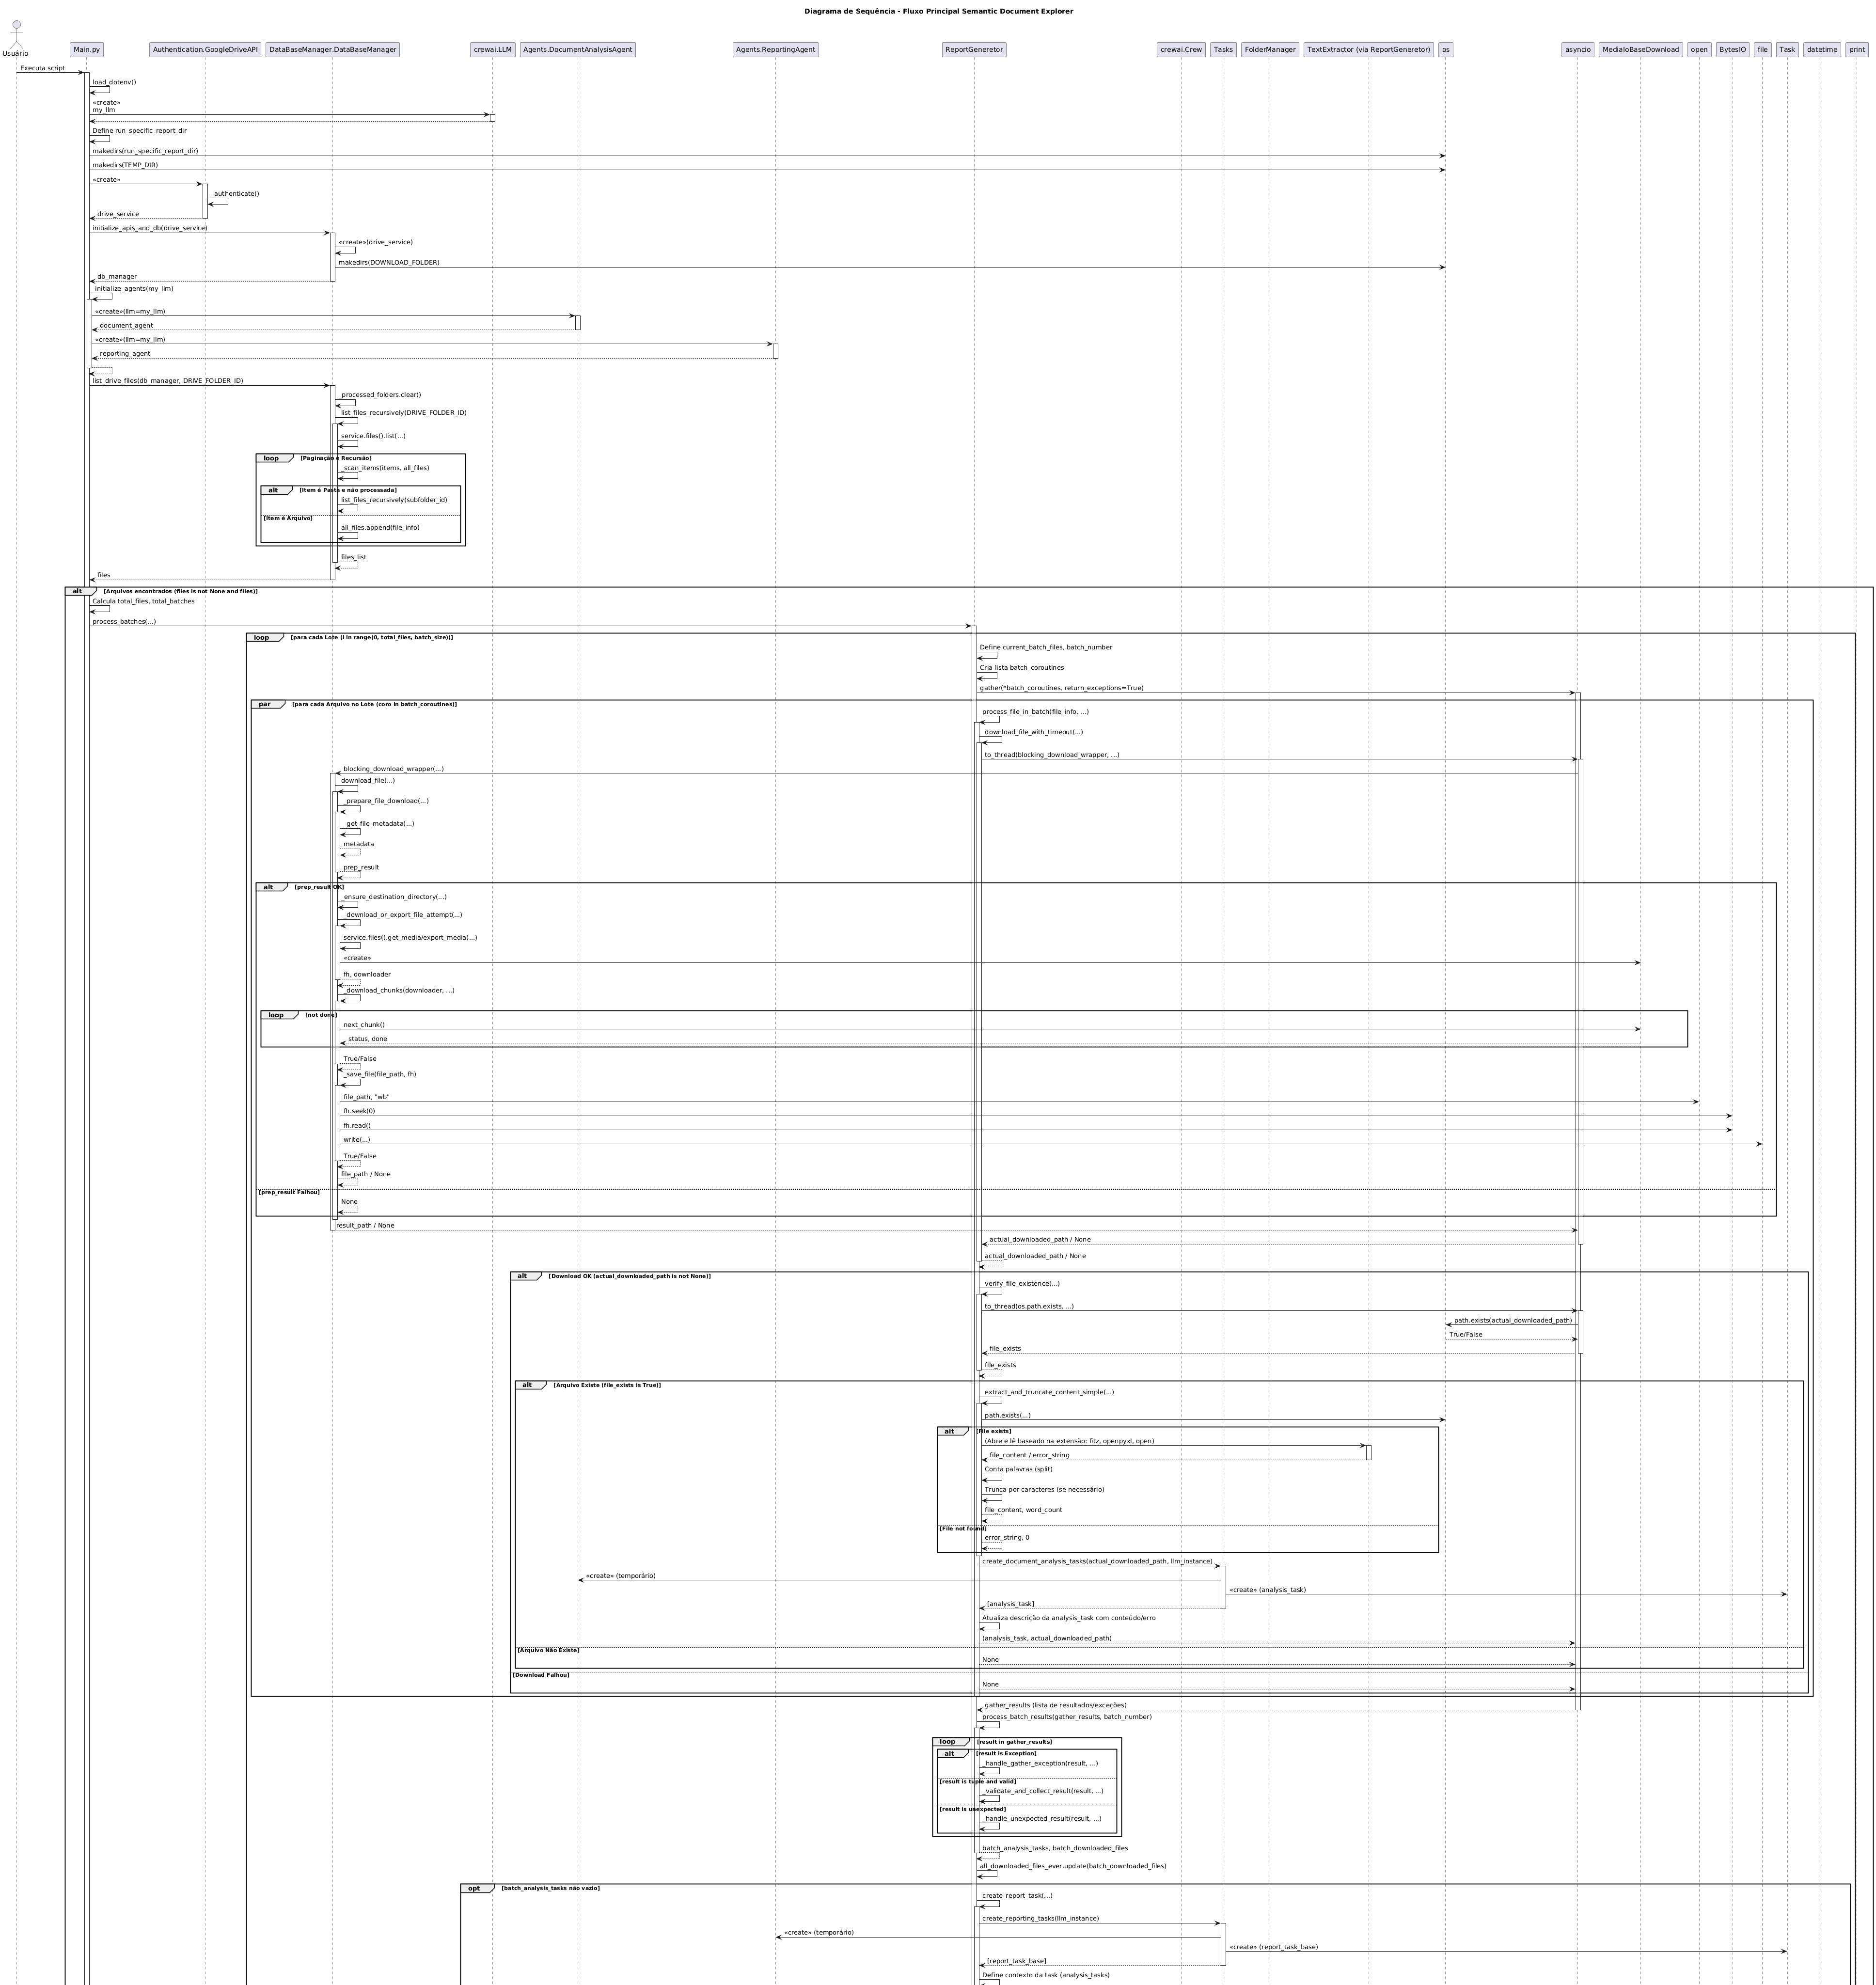 Diagrama de Sequência - Fluxo Principal Semantic Document Explorer
Usuário
Main.py
Authentication.GoogleDriveAPI
DataBaseManager.DataBaseManager
crewai.LLM
Agents.DocumentAnalysisAgent
Agents.ReportingAgent
ReportGeneretor
crewai.Crew
Tasks
FolderManager
TextExtractor (via ReportGeneretor)
os
asyncio
MediaIoBaseDownload
open
BytesIO
file
Task
datetime
print
Executa script
load_dotenv()
«create»
my_llm
Define run_specific_report_dir
makedirs(run_specific_report_dir)
makedirs(TEMP_DIR)
«create»
_authenticate()
drive_service
initialize_apis_and_db(drive_service)
«create»(drive_service)
makedirs(DOWNLOAD_FOLDER)
db_manager
initialize_agents(my_llm)
«create»(llm=my_llm)
document_agent
«create»(llm=my_llm)
reporting_agent
list_drive_files(db_manager, DRIVE_FOLDER_ID)
_processed_folders.clear()
list_files_recursively(DRIVE_FOLDER_ID)
service.files().list(...)
loop [Paginação e Recursão]
_scan_items(items, all_files)
alt [Item é Pasta e não processada]
list_files_recursively(subfolder_id)
[Item é Arquivo]
all_files.append(file_info)
files_list
files
alt [Arquivos encontrados (files is not None and files)]
Calcula total_files, total_batches
process_batches(...)
loop [para cada Lote (i in range(0, total_files, batch_size))]
Define current_batch_files, batch_number
Cria lista batch_coroutines
gather(*batch_coroutines, return_exceptions=True)
par [para cada Arquivo no Lote (coro in batch_coroutines)]
process_file_in_batch(file_info, ...)
download_file_with_timeout(...)
to_thread(blocking_download_wrapper, ...)
blocking_download_wrapper(...)
download_file(...)
_prepare_file_download(...)
_get_file_metadata(...)
metadata
prep_result
alt [prep_result OK]
_ensure_destination_directory(...)
_download_or_export_file_attempt(...)
service.files().get_media/export_media(...)
«create»
fh, downloader
_download_chunks(downloader, ...)
loop [not done]
next_chunk()
status, done
True/False
_save_file(file_path, fh)
file_path, "wb"
fh.seek(0)
fh.read()
write(...)
True/False
file_path / None
[prep_result Falhou]
None
result_path / None
actual_downloaded_path / None
actual_downloaded_path / None
alt [Download OK (actual_downloaded_path is not None)]
verify_file_existence(...)
to_thread(os.path.exists, ...)
path.exists(actual_downloaded_path)
True/False
file_exists
file_exists
alt [Arquivo Existe (file_exists is True)]
extract_and_truncate_content_simple(...)
path.exists(...)
alt [File exists]
(Abre e lê baseado na extensão: fitz, openpyxl, open)
file_content / error_string
Conta palavras (split)
Trunca por caracteres (se necessário)
file_content, word_count
[File not found]
error_string, 0
create_document_analysis_tasks(actual_downloaded_path, llm_instance)
«create» (temporário)
«create» (analysis_task)
[analysis_task]
Atualiza descrição da analysis_task com conteúdo/erro
(analysis_task, actual_downloaded_path)
[Arquivo Não Existe]
None
[Download Falhou]
None
gather_results (lista de resultados/exceções)
process_batch_results(gather_results, batch_number)
loop [result in gather_results]
alt [result is Exception]
_handle_gather_exception(result, ...)
[result is tuple and valid]
_validate_and_collect_result(result, ...)
[result is unexpected]
_handle_unexpected_result(result, ...)
batch_analysis_tasks, batch_downloaded_files
all_downloaded_files_ever.update(batch_downloaded_files)
opt [batch_analysis_tasks não vazio]
create_report_task(...)
create_reporting_tasks(llm_instance)
«create» (temporário)
«create» (report_task_base)
[report_task_base]
Define contexto da task (analysis_tasks)